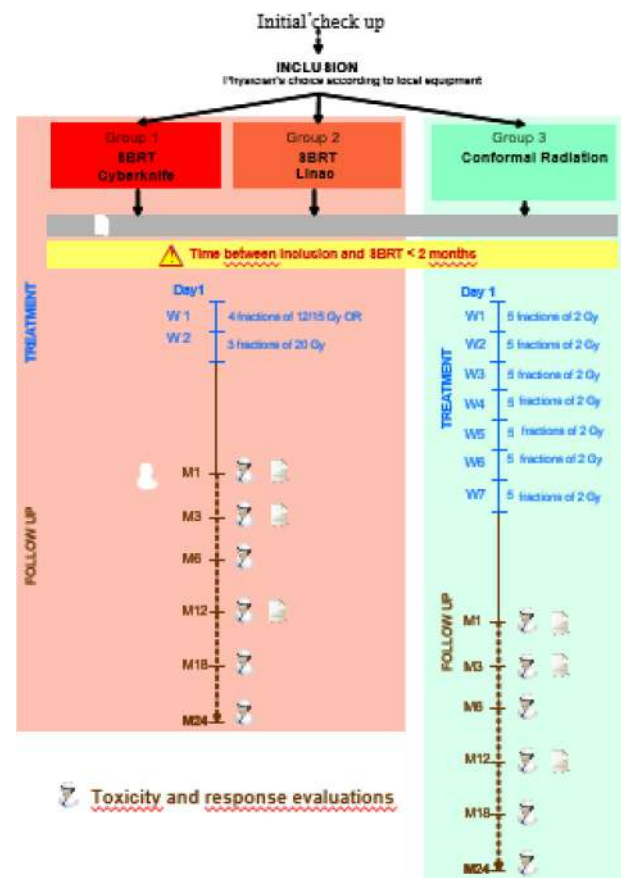 Initial check up
INCLUSION
Physician's choice according to local equipment
Group 1
SBRT
Cyberknife
Group 2
SBRT
Linac
Group 3
Conformal Radiation
Time between inclusion and SBRT < 2 months
TREATMENT
Day1
W 1
4 fractions of 12/15 Gy OR
W 2
3 fractions of 20 Gy
FOLLOW UP
M1
M3
M6
M12
M18
M24
TREATMENT
Day 1
W1 5 fractions of 2 Gy
W2 5 fractions of 2 Gy
W3 5 fractions of 2 Gy
W4 5 fractions of 2 Gy
W5 5 fractions of 2 Gy
W6 5 fractions of 2 Gy
W7 5 fractions of 2 Gy
FOLLOW UP
M1
M3
M6
M12
M18
M24
Toxicity and response evaluations